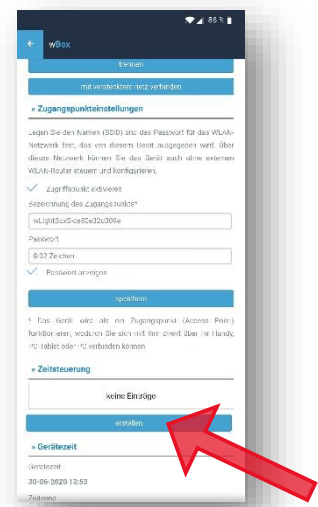 86 %
wBox
trennen
mit verstecktem netz verbinden
» Zugangspunkteinstellungen
Legen Sie den Namen (SSID) und das Passwort für das WLAN-
Netzwerk fest, das von diesem Gerät ausgegeben wird. Über
dieses Netzwerk können Sie das Gerät auch ohne externen
WLAN-Router steuern und konfigurieren.
Zugriffspunkt aktivieren
Bezeichnung des Zugangspunkts*
Passwort
8-32 Zeichen
Passwort anzeigen
speichern
* Das Gerät wird als ein Zugangspunkt (Access Point)
funktionieren, wodurch Sie sich mit ihm direkt über Ihr Handy,
PC Tablet oder PC verbinden können
» Zeitsteuerung
keine Einträge
erstellen
» Gerätezeit
Gerätezeit
30-06-2020 13:53
Zeitzone